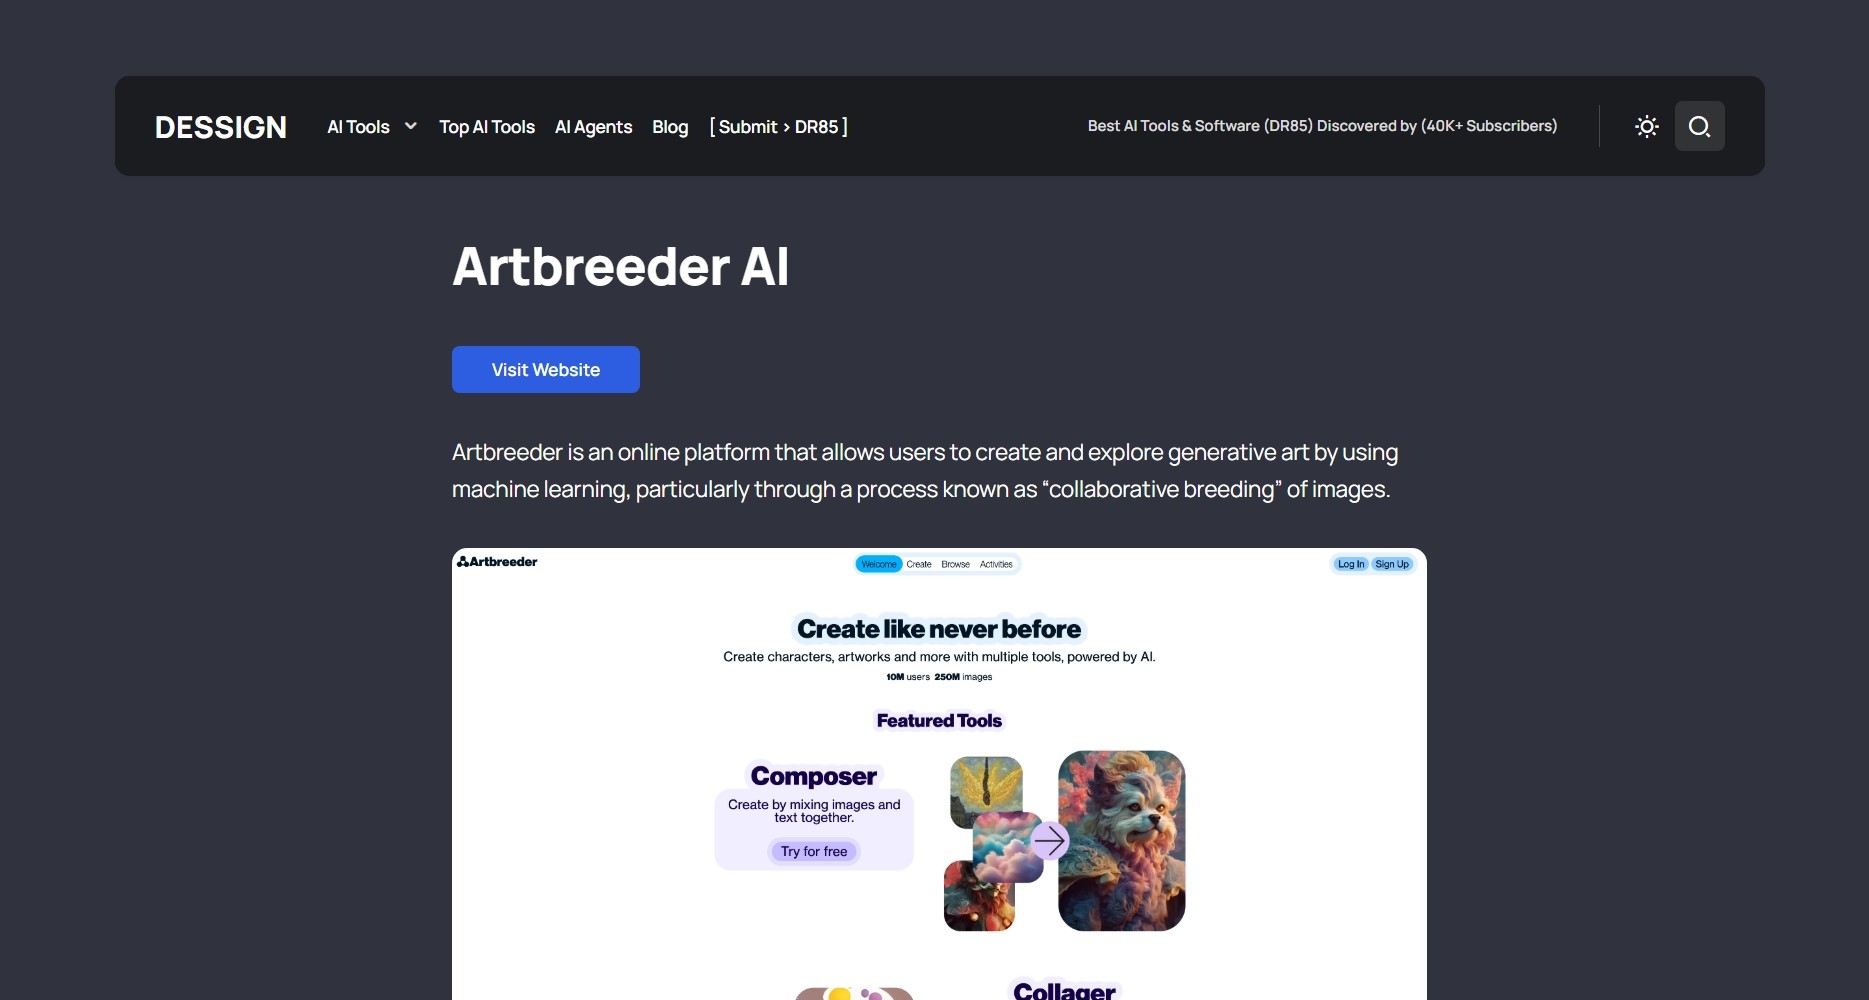 DESSIGN AI Tools Top AI Tools AI Agents Blog [ Submit > DR85 ] Best AI Tools & Software (DR85) Discovered by (40K+ Subscribers)
Artbreeder AI
Visit Website
Artbreeder is an online platform that allows users to create and explore generative art by using
machine learning, particularly through a process known as “collaborative breeding” of images.
Artbreeder Welcome Create Browse Activities Log In Sign Up
Create like never before
Create characters, artworks and more with multiple tools, powered by AI.
10M users 250M images
Featured Tools
Composer
Create by mixing images and
text together.
Try for free
Collager